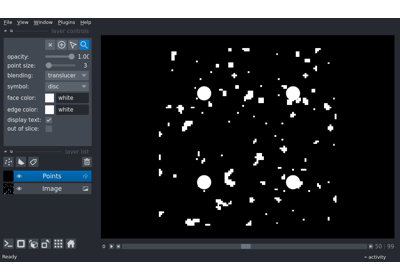 File View Window Plugins Help
layer controls
opacity: 1.00
point size: 3
blending: translucer
symbol: disc
face color: white
edge color: white
display text:
out of slice:
layer list
Points
Image
50 99
Ready
activity